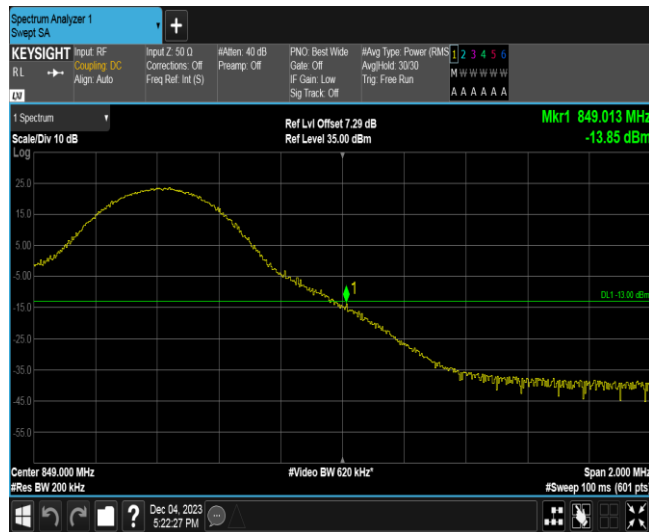 Spectrum Analyzer 1
Swept SA
+
KEYSIGHT
RL
LXI
Input: RF
Coupling: DC
Align: Auto
Input Z: 50 Ω
Corrections: Off
Freq Ref: Int (S)
#Atten: 40 dB
Preamp: Off
PNO: Best Wide
Gate: Off
IF Gain: Low
Sig Track: Off
#Avg Type: Power (RMS
Avg|Hold: 30/30
Trig: Free Run
1 2 3 4 5 6
M W W W W W
A A A A A A
1 Spectrum
Scale/Div 10 dB
Log
Ref Lvl Offset 7.29 dB
Ref Level 35.00 dBm
Mkr1 849.013 MHz
-13.85 dBm
25.0
15.0
5.00
-5.00
1
DL1 -13.00 dBm
-15.0
-25.0
-35.0
-45.0
-55.0
Center 849.000 MHz
#Video BW 620 kHz*
Span 2.000 MHz
#Res BW 200 kHz
#Sweep 100 ms (601 pts)
?
Dec 04, 2023
5:22:27 PM